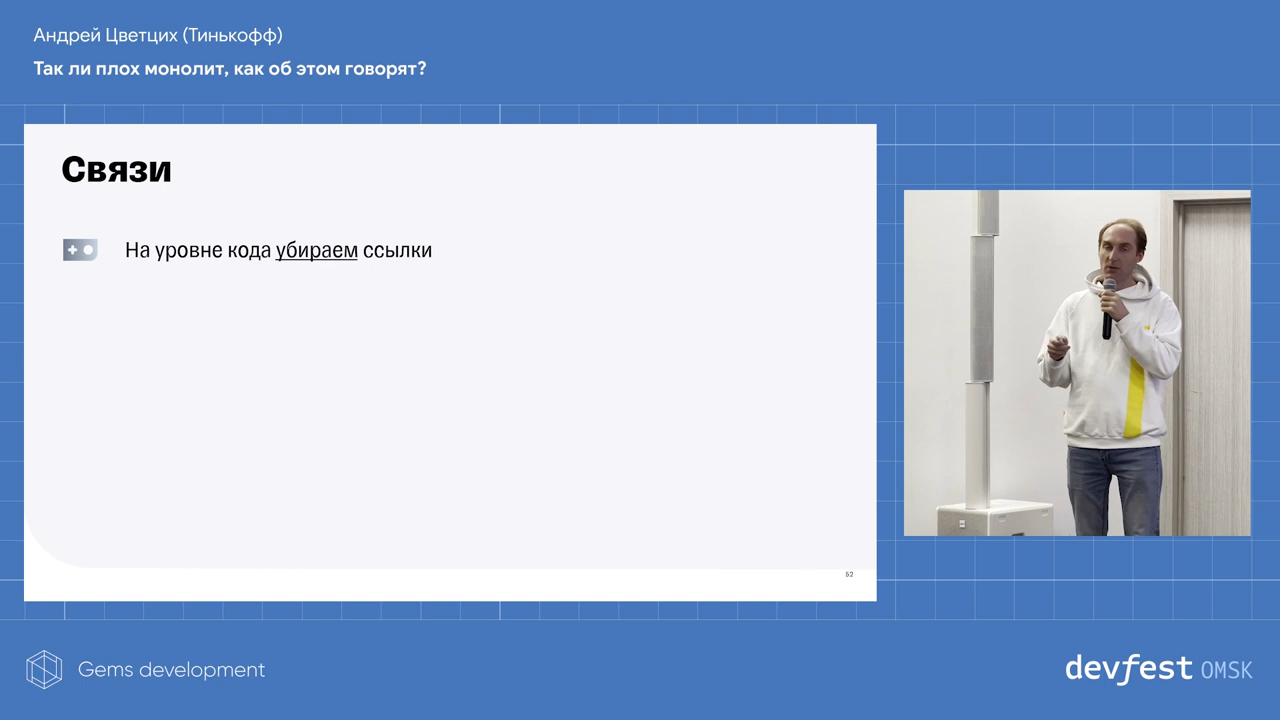 Андрей Цветцих (Тинькофф)
Так ли плох монолит, как об этом говорят?
Связи
На уровне кода убираем ссылки
52
Gems development
devfest OMSK